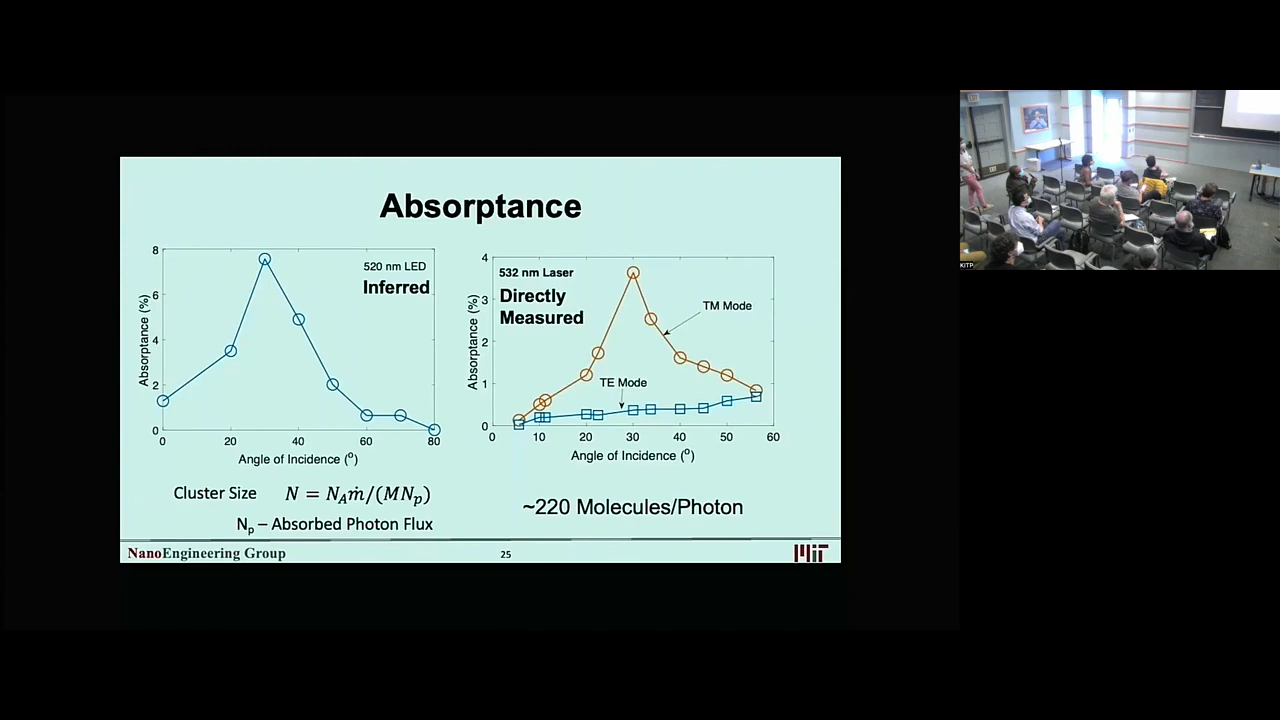 Absorptance
8
6
4
2
0
Absorptance (%)
520 nm LED
Inferred
0 20 40 60 80
Angle of Incidence (o)
4
3
2
1
0
Absorptance (%)
532 nm Laser
Directly
Measured
TM Mode
TE Mode
0 10 20 30 40 50 60
Angle of Incidence (o)
Cluster Size N = N_Aṁ/(MN_p)
Np – Absorbed Photon Flux
~220 Molecules/Photon
NanoEngineering Group
25
MIT
KITP
EXIT